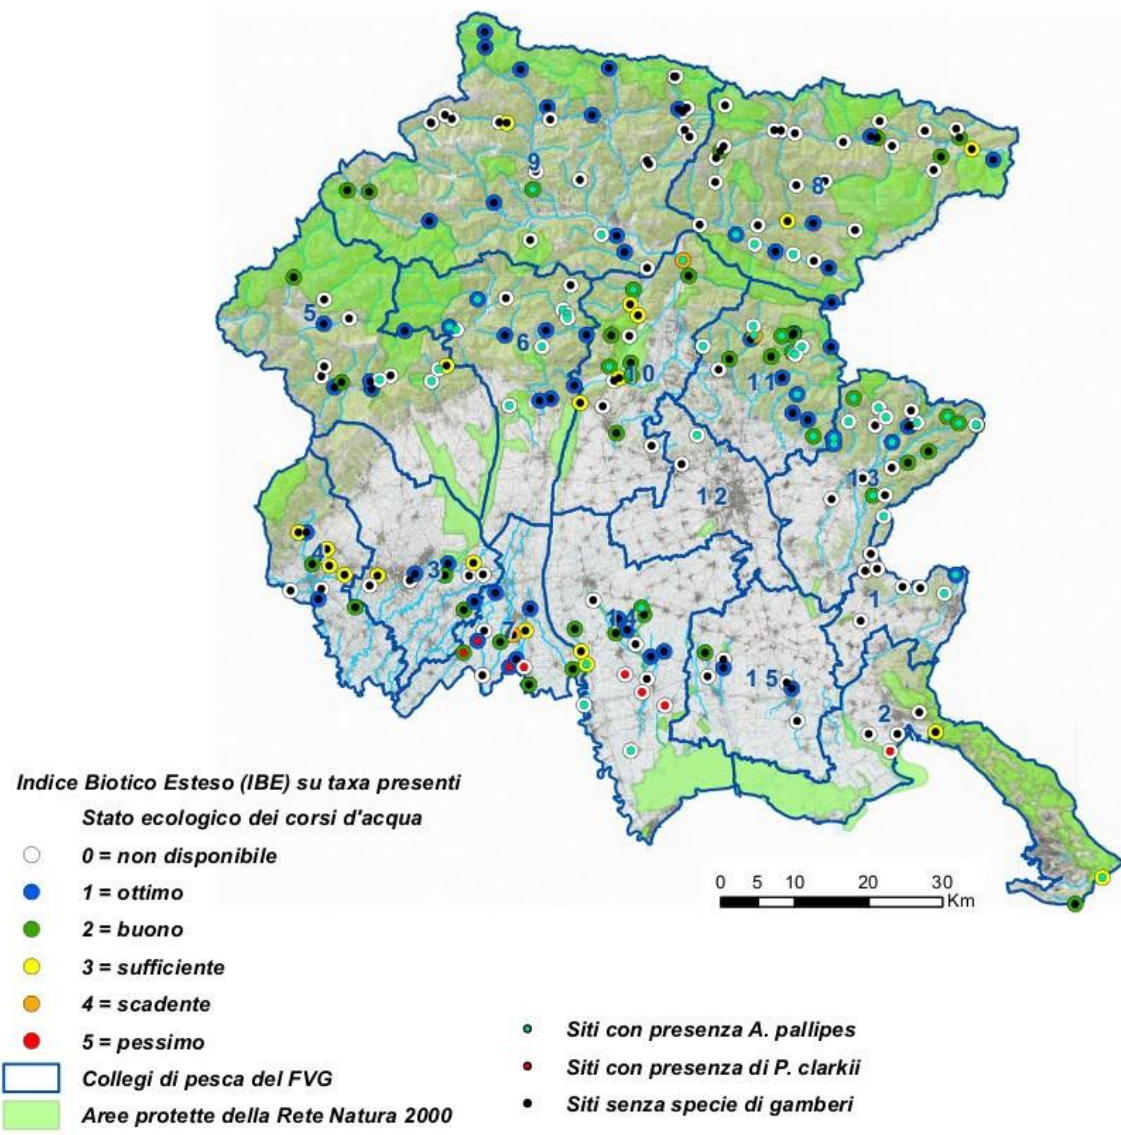 9
8
5
6
10
11
12
13
4
3
7
14
1
15
2
Indice Biotico Esteso (IBE) su taxa presenti
Stato ecologico dei corsi d'acqua
0 = non disponibile
1 = ottimo
2 = buono
3 = sufficiente
4 = scadente
5 = pessimo
Collegi di pesca del FVG
Aree protette della Rete Natura 2000
0 5 10 20 30
Km
Siti con presenza A. pallipes
Siti con presenza di P. clarkii
Siti senza specie di gamberi